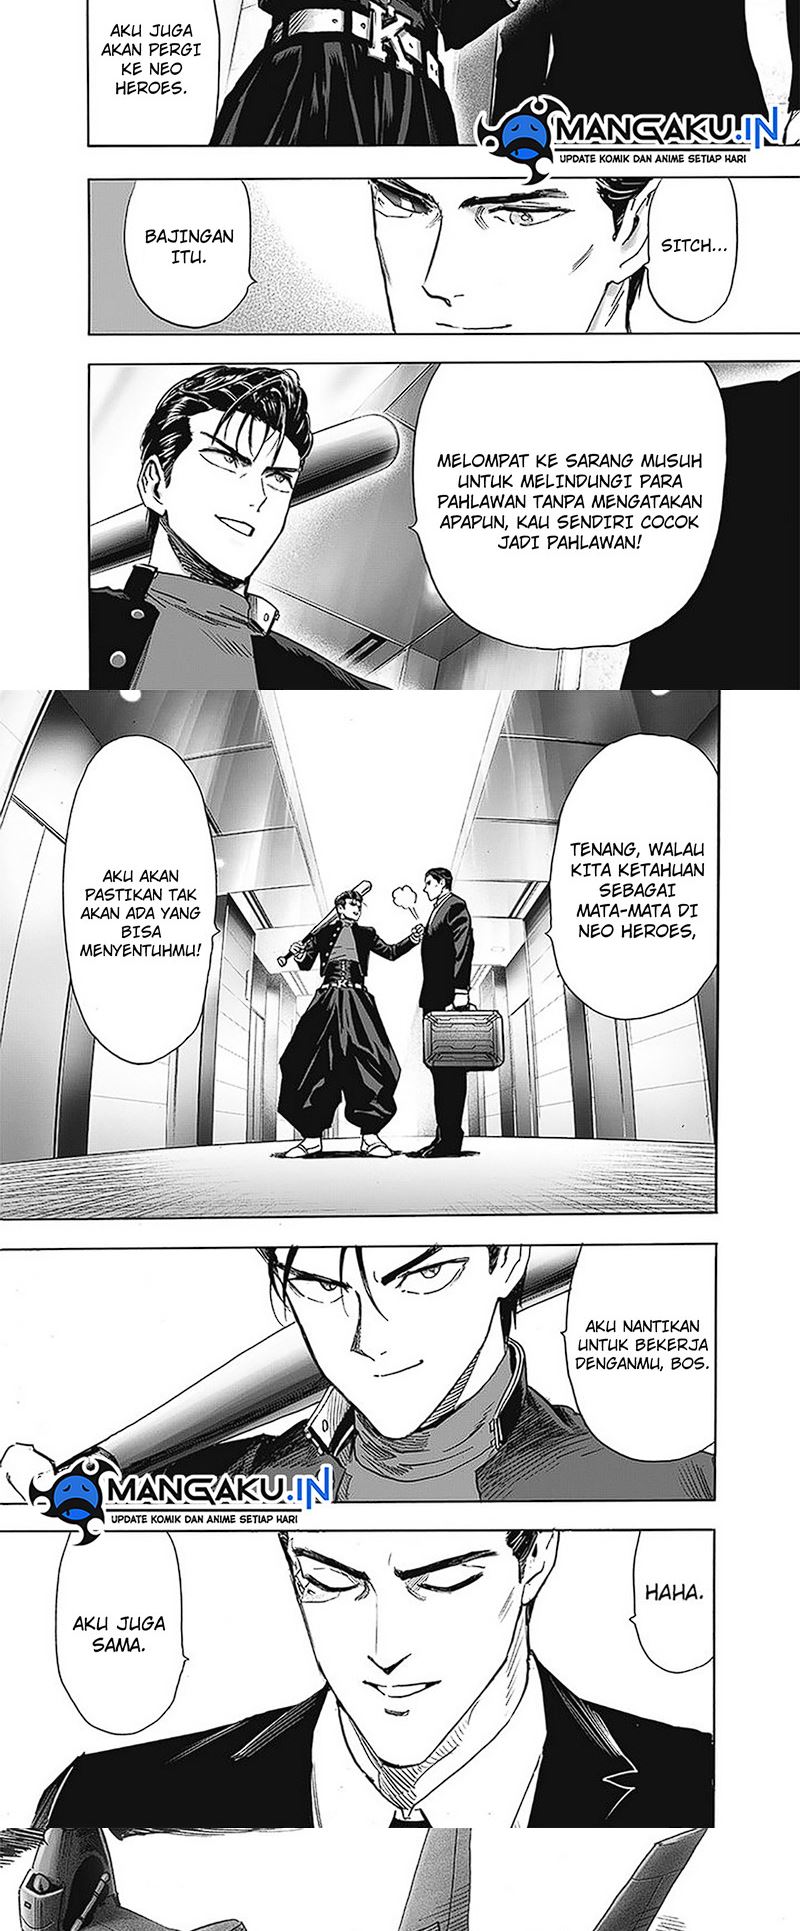 AKU JUGA
AKAN PERGI
KE NEO
HEROES.
MANGAKU.IN
UPDATE KOMIK DAN ANIME SETIAP HARI
SITCH...
BAJINGAN
ITU.
MELOMPAT KE SARANG MUSUH
UNTUK MELINDUNGI PARA
PAHLAWAN TANPA MENGATAKAN
APAPUN, KAU SENDIRI COCOK
JADI PAHLAWAN!
TENANG, WALAU
KITA KETAHUAN
SEBAGAI
MATA-MATA DI
NEO HEROES,
AKU AKAN
PASTIKAN TAK
AKAN ADA YANG
BISA
MENYENTUHMU!
AKU NANTIKAN
UNTUK BEKERJA
DENGANMU, BOS.
MANGAKU.IN
UPDATE KOMIK DAN ANIME SETIAP HARI
HAHA.
AKU JUGA
SAMA.